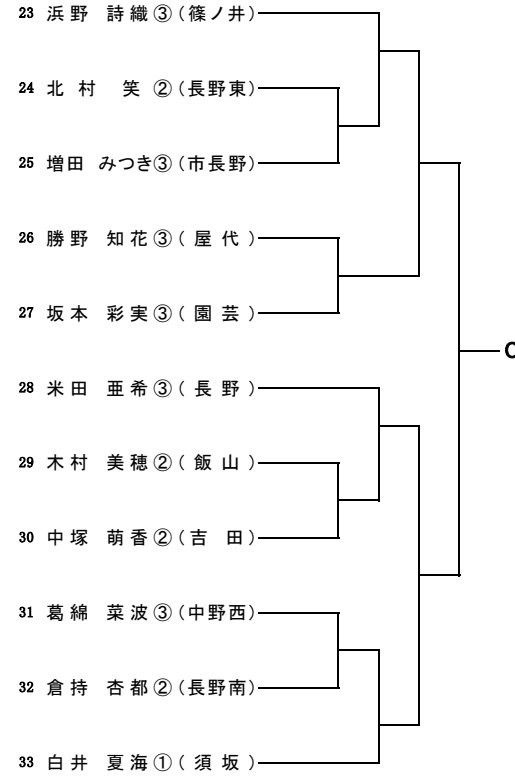 23 浜野 詩織③(篠ノ井)
24 北村 笑②(長野東)
25 増田 みつき③(市長野)
26 勝野 知花③(屋代)
27 坂本 彩実③(園芸)
C
28 米田 亜希③(長野)
29 木村 美穂②(飯山)
30 中塚 萌香②(吉田)
31 葛綿 菜波③(中野西)
32 倉持 杏都②(長野南)
33 白井 夏海①(須坂)